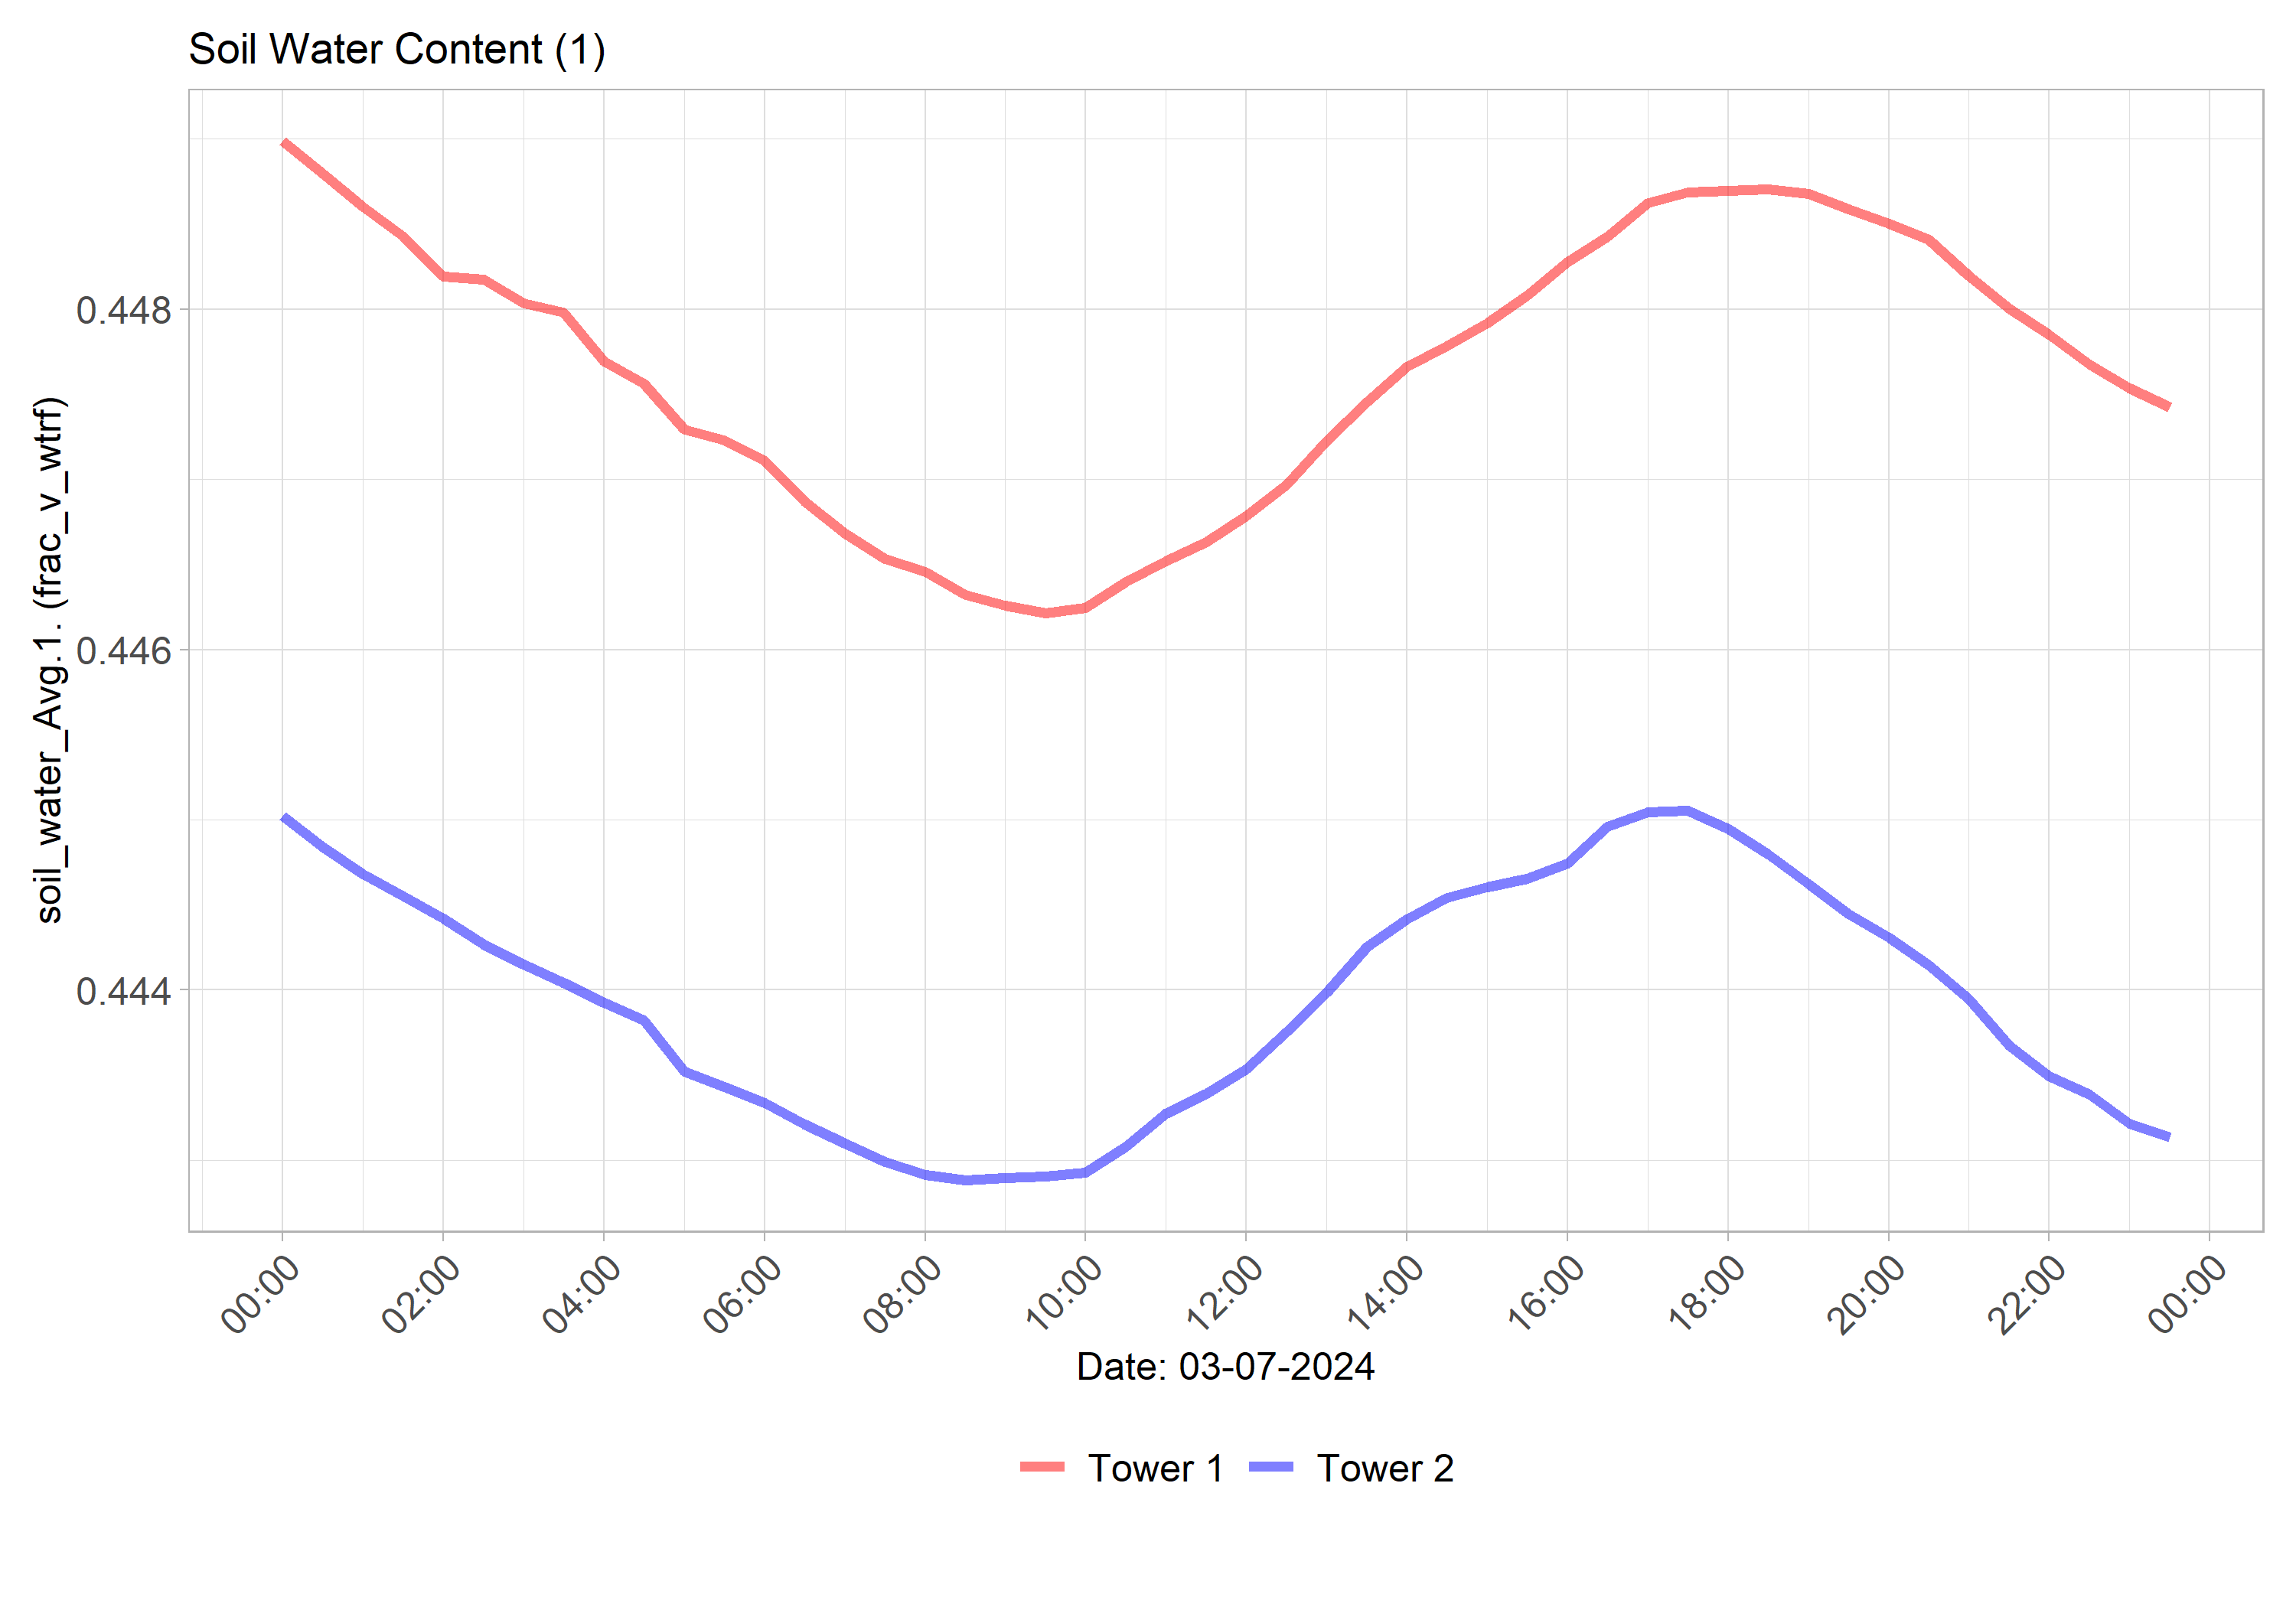 Soil Water Content (1)
soil_water_Avg.1. (frac_v_wtrf)
0.448
0.446
0.444
00:00 02:00 04:00 06:00 08:00 10:00 12:00 14:00 16:00 18:00 20:00 22:00 00:00
Date: 03-07-2024
Tower 1 Tower 2